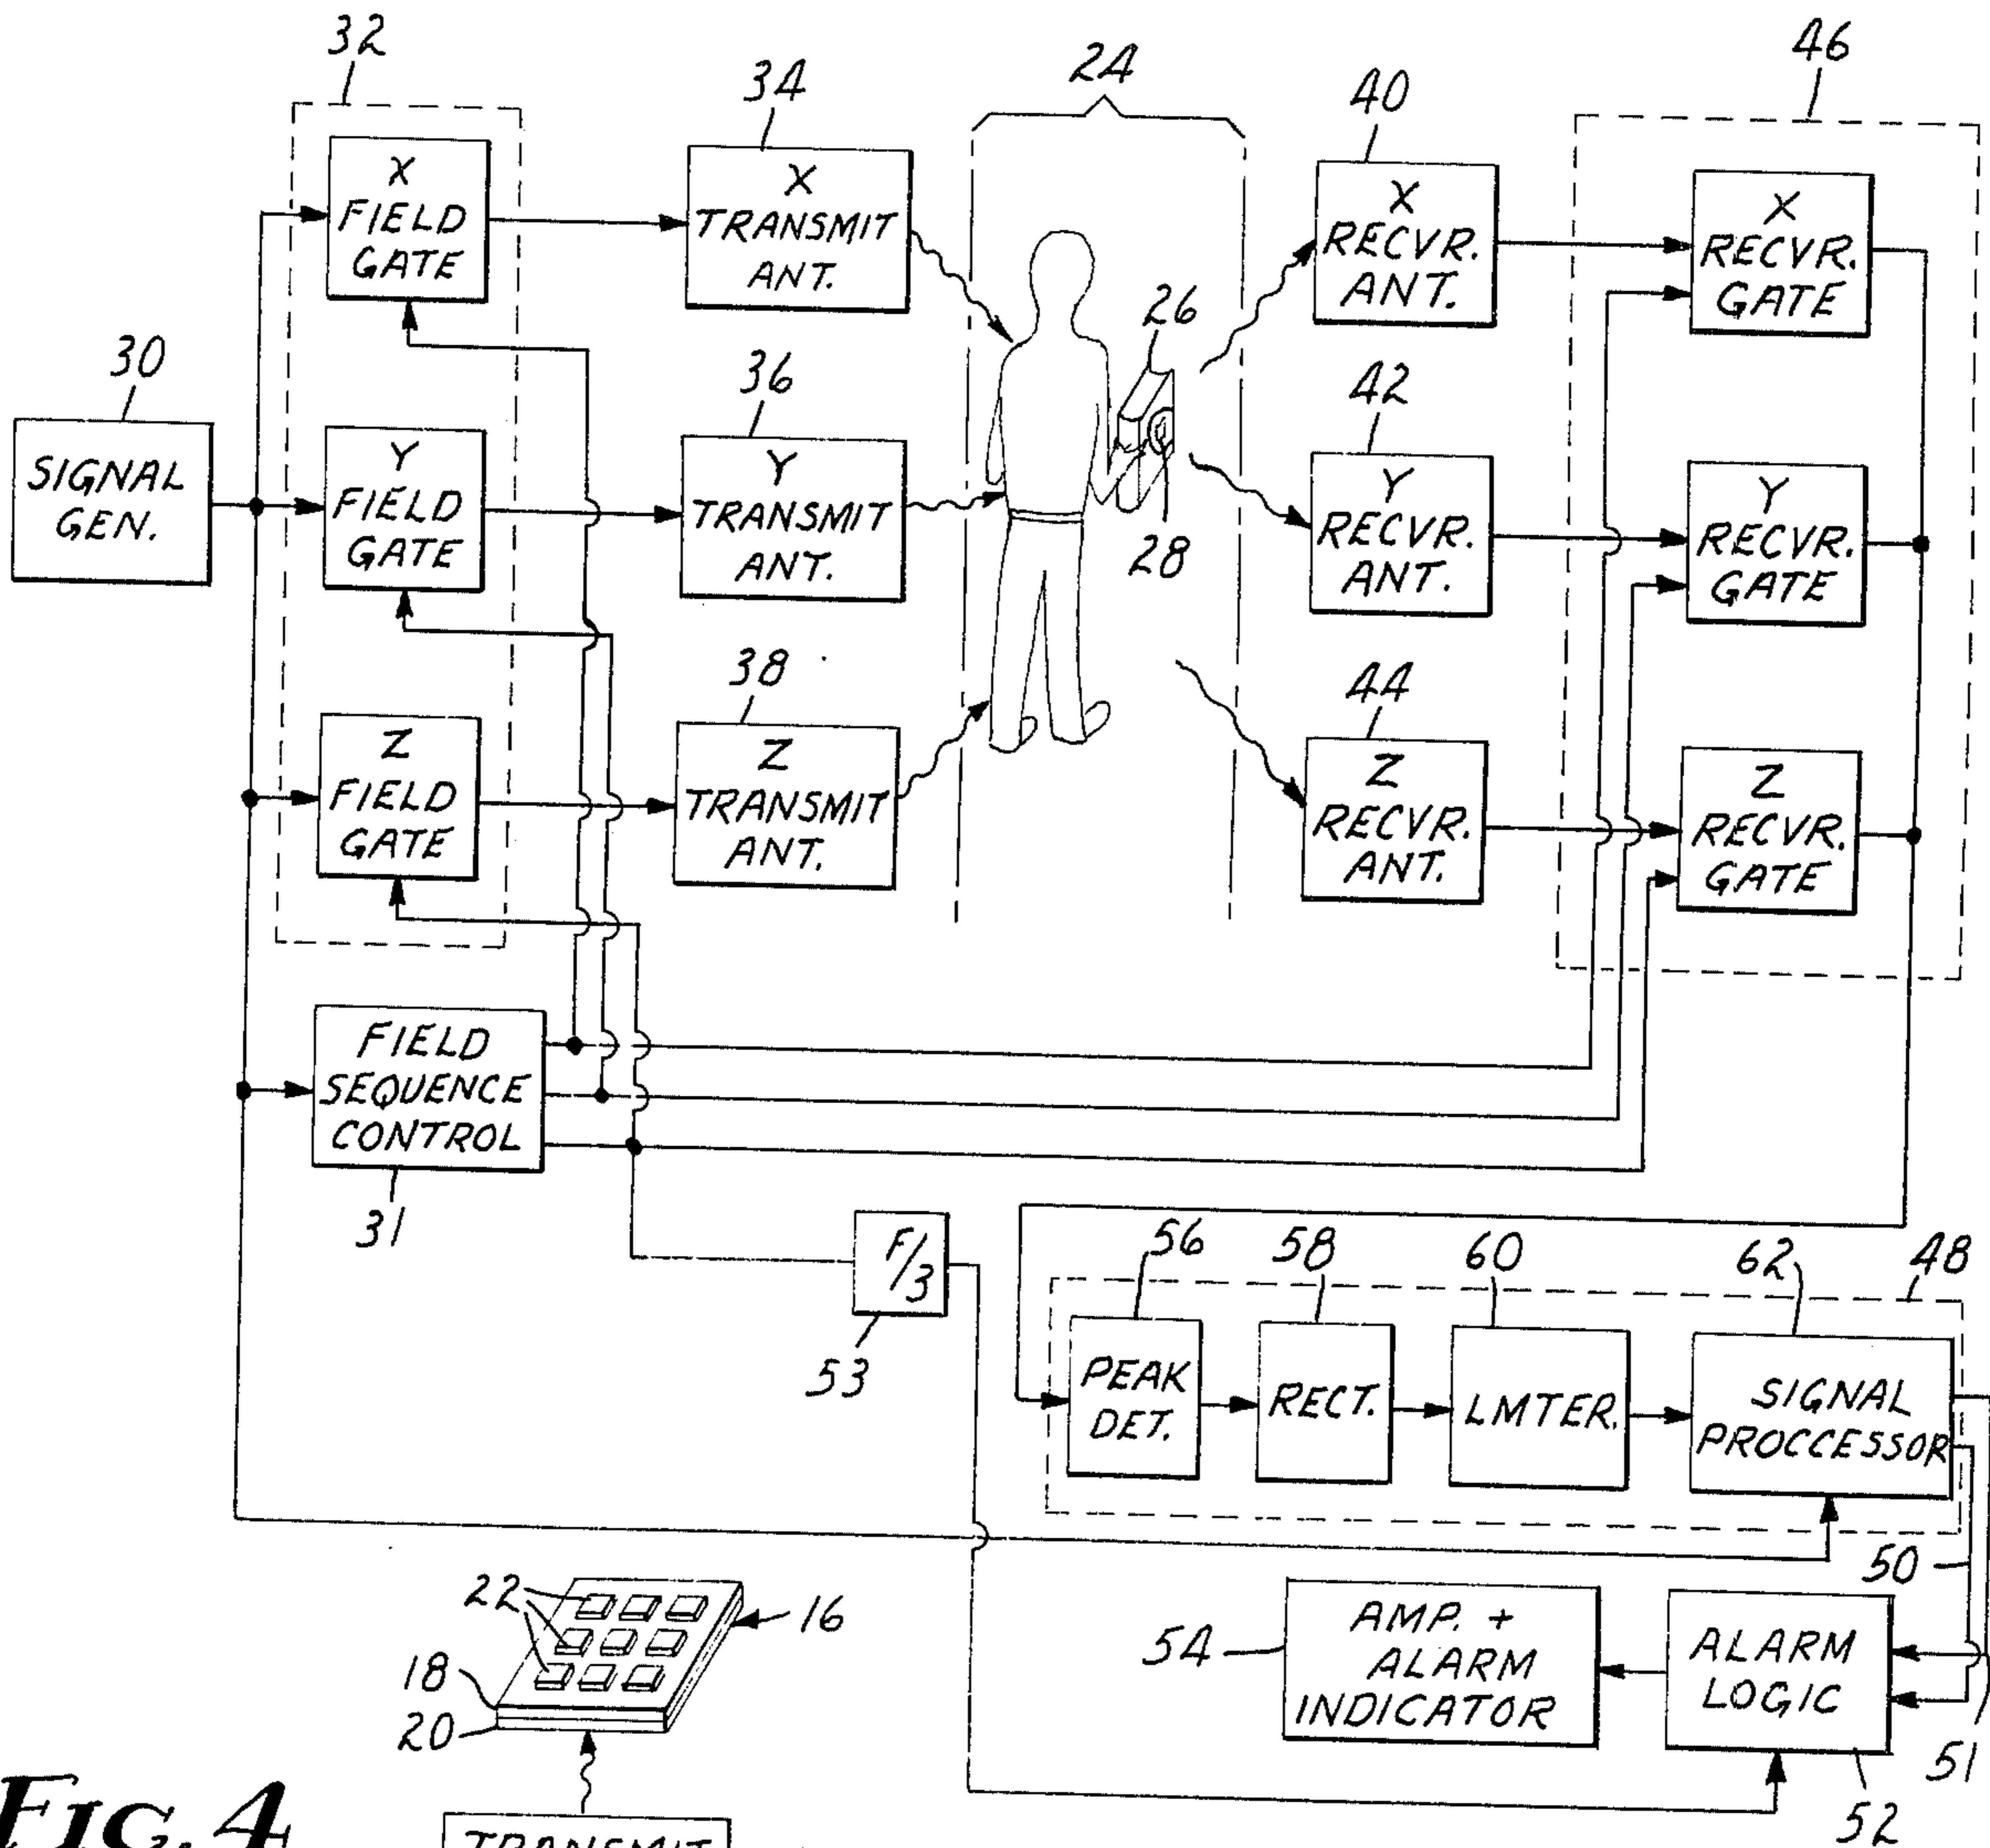 32
34
24
40
46
X
FIELD
GATE
X
TRANSMIT
ANT.
X
RECVR.
ANT.
X
RECVR.
GATE
26
30
36
42
SIGNAL
GEN.
Y
FIELD
GATE
Y
TRANSMIT
ANT.
28
Y
RECVR.
ANT.
Y
RECVR.
GATE
38
44
Z
FIELD
GATE
Z
TRANSMIT
ANT.
Z
RECVR.
ANT.
Z
RECVR.
GATE
FIELD
SEQUENCE
CONTROL
31
F/3
53
56
58
60
62
48
PEAK
DET.
RECT.
LMTER.
SIGNAL
PROCCESSOR
50
22
16
18
20
54
AMP. +
ALARM
INDICATOR
ALARM
LOGIC
51
52
FIG. 4
TRANSMIT